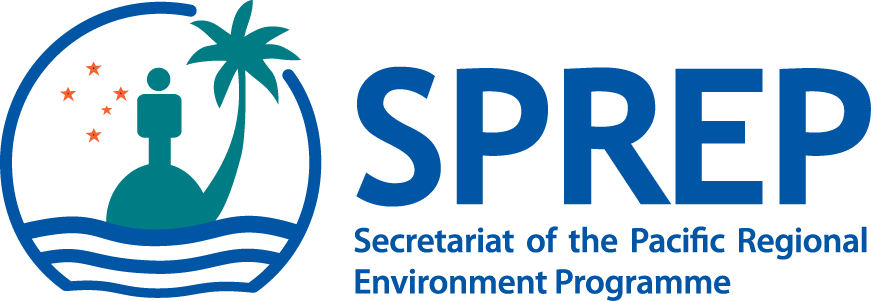 SPREP
Secretariat of the Pacific Regional
Environment Programme